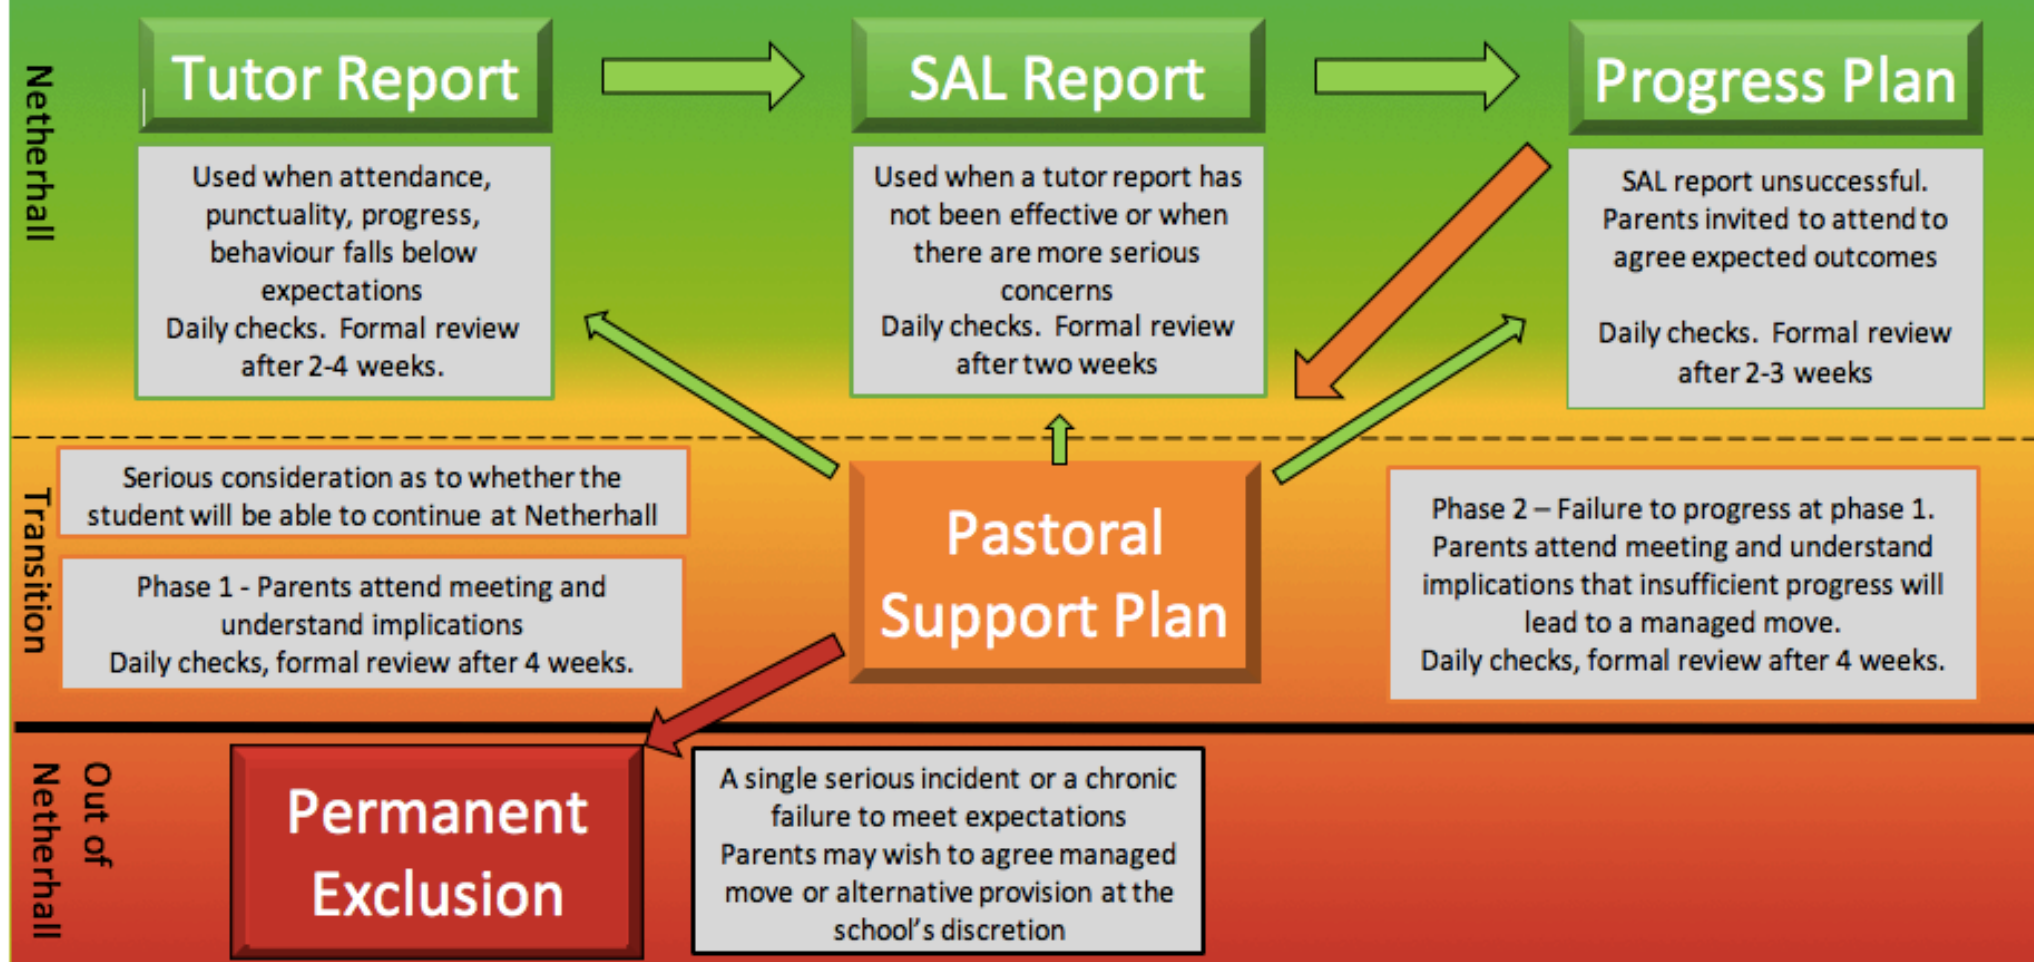 Netherhall
Tutor Report
Used when attendance,
punctuality, progress,
behaviour falls below
expectations
Daily checks. Formal review
after 2-4 weeks.
SAL Report
Used when a tutor report has
not been effective or when
there are more serious
concerns
Daily checks. Formal review
after two weeks
Progress Plan
SAL report unsuccessful.
Parents invited to attend to
agree expected outcomes
Daily checks. Formal review
after 2-3 weeks
Transition
Serious consideration as to whether the
student will be able to continue at Netherhall
Phase 1 - Parents attend meeting and
understand implications
Daily checks, formal review after 4 weeks.
Pastoral
Support Plan
Phase 2 – Failure to progress at phase 1.
Parents attend meeting and understand
implications that insufficient progress will
lead to a managed move.
Daily checks, formal review after 4 weeks.
Out of
Netherhall
Permanent
Exclusion
A single serious incident or a chronic
failure to meet expectations
Parents may wish to agree managed
move or alternative provision at the
school's discretion